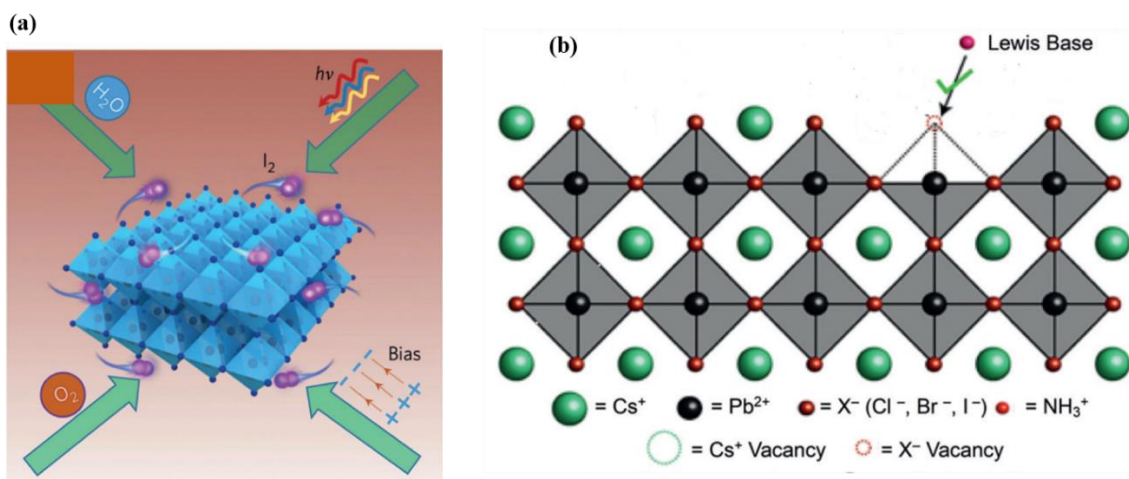 (a)
H₂O
hν
I₂
O₂
Bias
(b)
Lewis Base
= Cs⁺ = Pb²⁺ = X⁻ (Cl⁻, Br⁻, I⁻) = NH₃⁺
= Cs⁺ Vacancy = X⁻ Vacancy